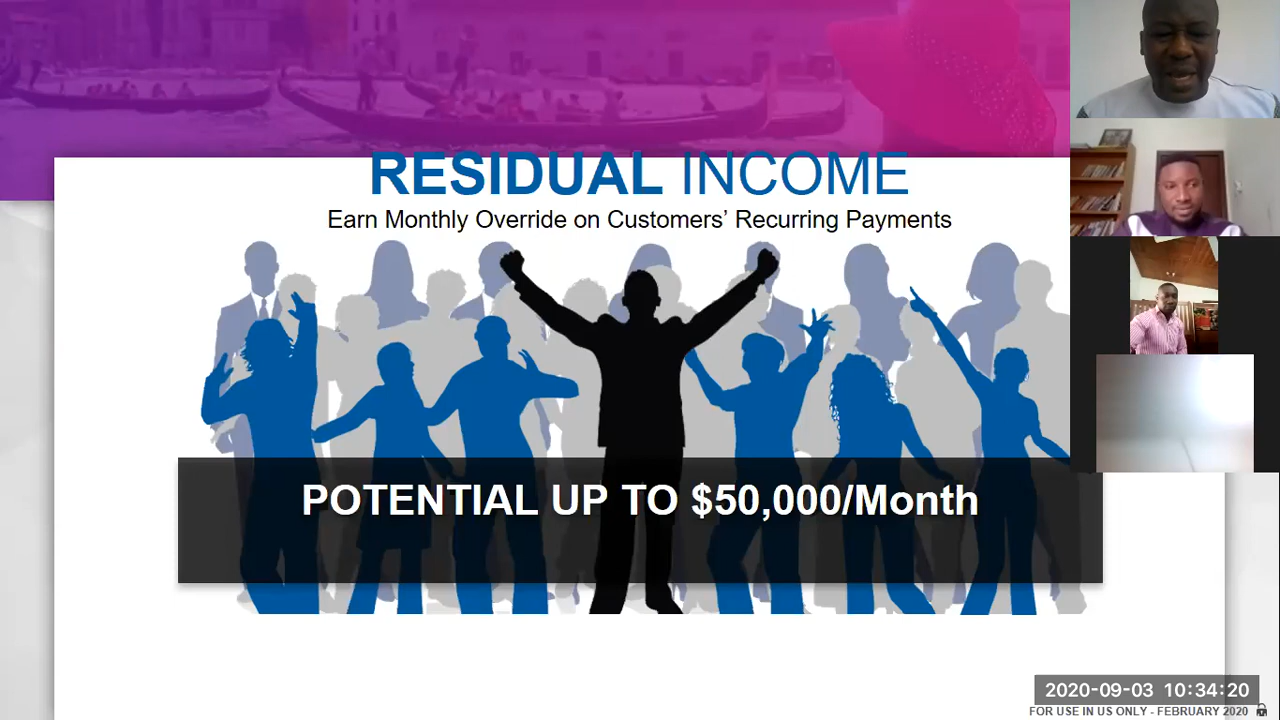 RESIDUAL INCOME
Earn Monthly Override on Customers’ Recurring Payments
POTENTIAL UP TO $50,000/Month
2020-09-03 10:34:20
FOR USE IN US ONLY - FEBRUARY 2020